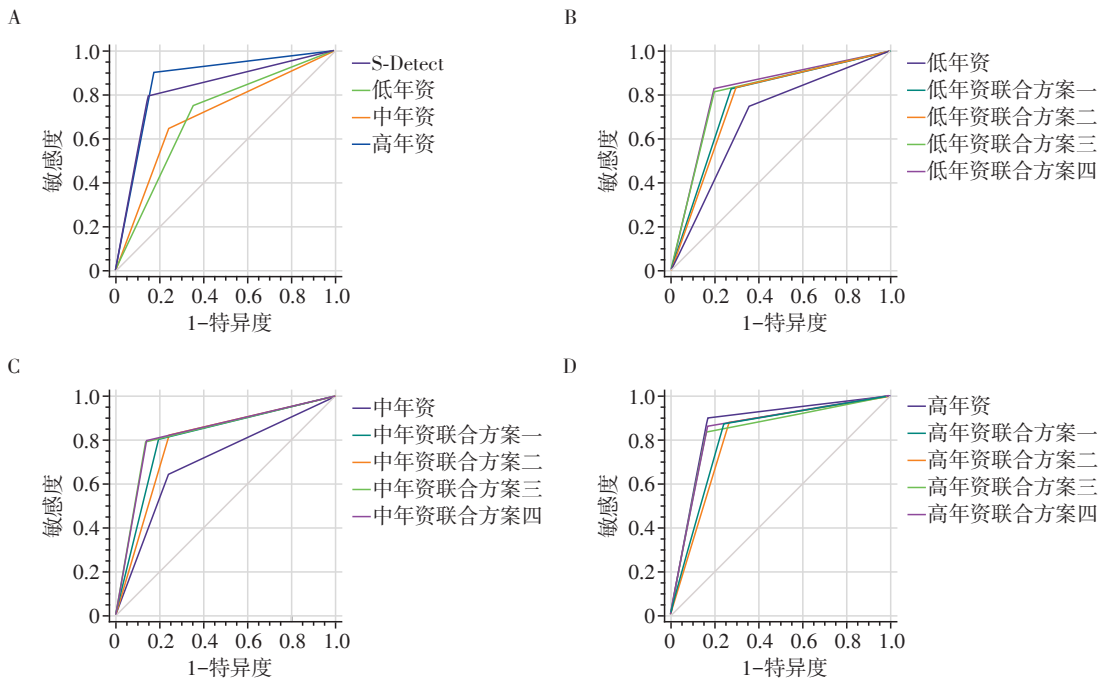 A
1.0
0.8
0.6
0.4
0.2
0
敏感度
0 0.2 0.4 0.6 0.8 1.0
1-特异度
S-Detect
低年资
中年资
高年资
B
1.0
0.8
0.6
0.4
0.2
0
敏感度
0 0.2 0.4 0.6 0.8 1.0
1-特异度
低年资
低年资联合方案一
低年资联合方案二
低年资联合方案三
低年资联合方案四
C
1.0
0.8
0.6
0.4
0.2
0
敏感度
0 0.2 0.4 0.6 0.8 1.0
1-特异度
中年资
中年资联合方案一
中年资联合方案二
中年资联合方案三
中年资联合方案四
D
1.0
0.8
0.6
0.4
0.2
0
敏感度
0 0.2 0.4 0.6 0.8 1.0
1-特异度
高年资
高年资联合方案一
高年资联合方案二
高年资联合方案三
高年资联合方案四